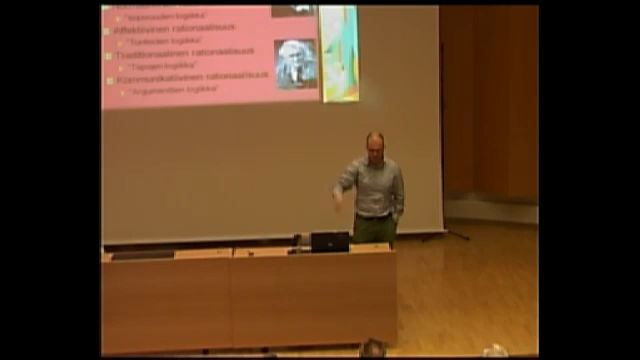 "Tunteiden logiikka"
Traditionaalinen rationaalisuus
"Tapojen logiikka"
Kommunikatiivinen rationaalisuus
"Argumenttien logiikka"
Affektiivinen rationaalisuus